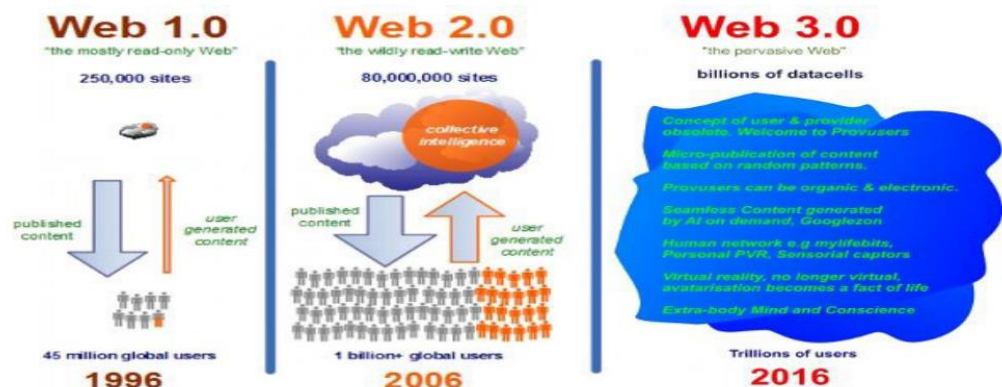 Web 1.0
"the mostly read-only Web"
250,000 sites
published
content
user
generated
content
45 million global users
1996
Web 2.0
"the wildly read-write Web"
80,000,000 sites
collective
intelligence
published
content
user
generated
content
1 billion+ global users
2006
Web 3.0
"the pervasive Web"
billions of datacells
Concept of user & provider
obsolete. Welcome to Provusers
Micro-publication of content
based on random patterns.
Provusers can be organic & electronic.
Seamless Content generated
by AI on demand, Googlezon
Human network e.g mylifebits,
Personal PVR, Sensorial captors
Virtual reality, no longer virtual,
avatarisation becomes a fact of life
Extra-body Mind and Conscience
Trillions of users
2016